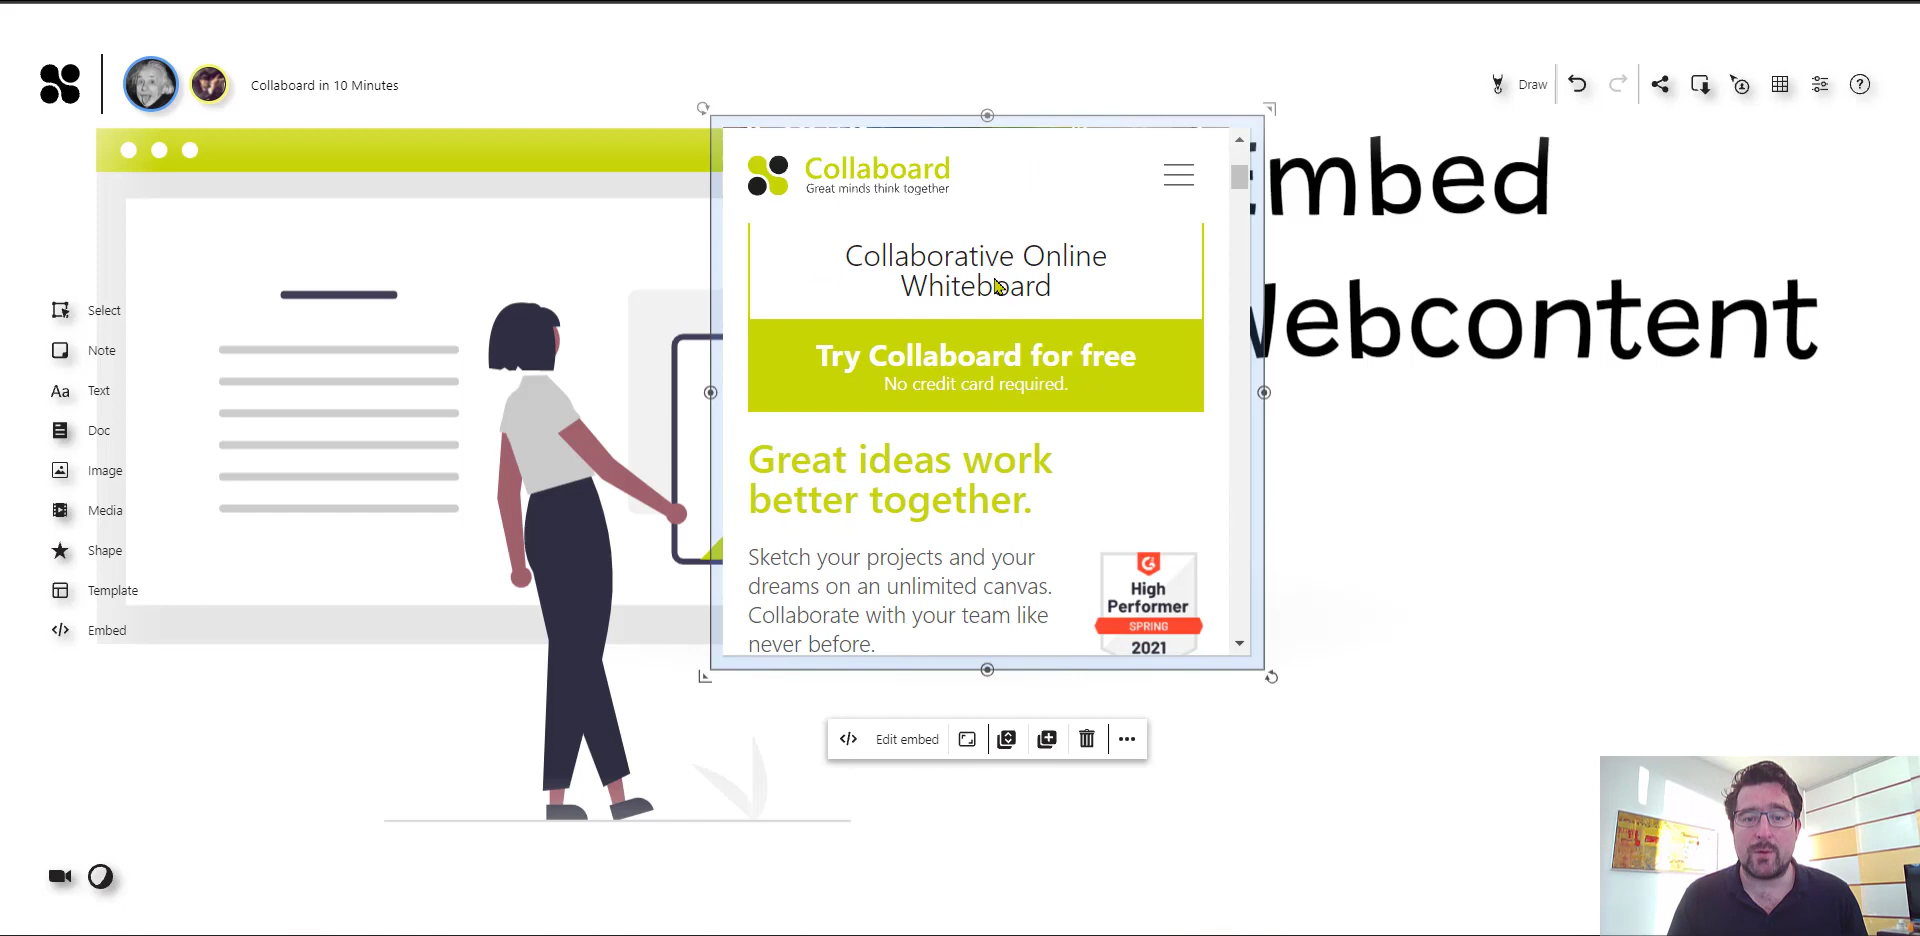 Collaboard in 10 Minutes
Draw
Select
Note
Aa Text
Doc
Image
Media
Shape
Template
</> Embed
Collaboard
Great minds think together
Collaborative Online
Whiteboard
Try Collaboard for free
No credit card required.
Great ideas work
better together.
Sketch your projects and your
dreams on an unlimited canvas.
Collaborate with your team like
never before.
High
Performer
SPRING
2021
Embed
Webcontent
</> Edit embed